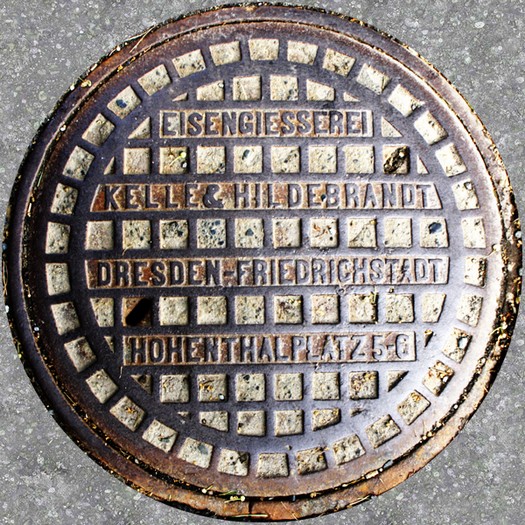 EISENGIESSEREI
KELLE & HILDEBRANDT
DRESDEN-FRIEDRICHSTADT
HOHENTHALPLATZ 5-6